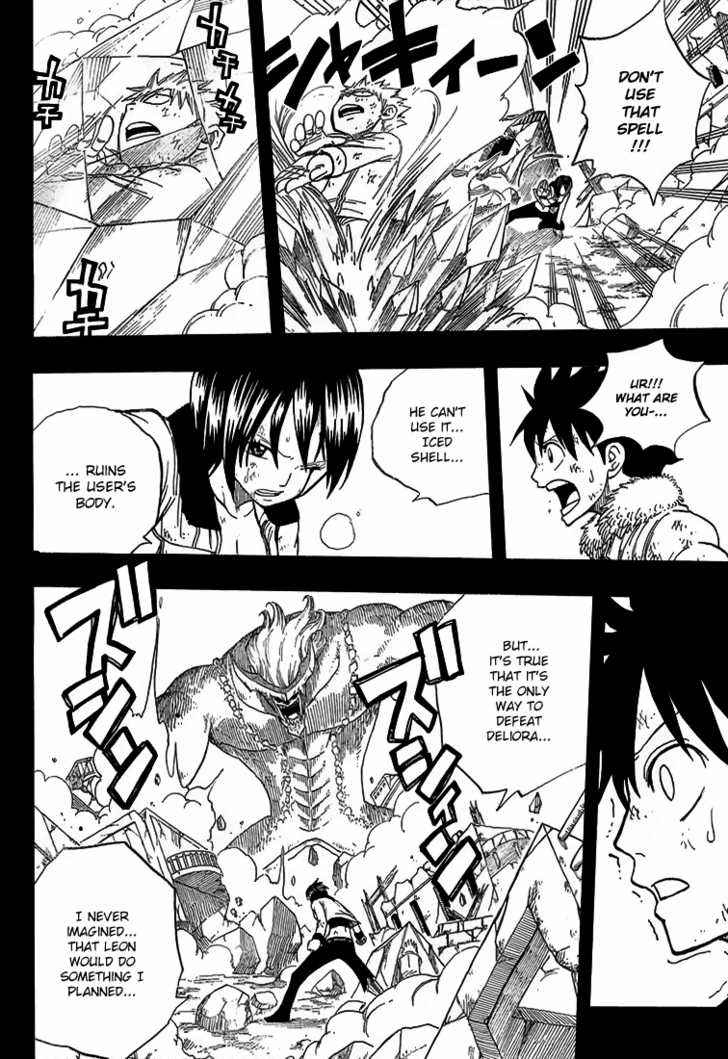 DON'T
USE
THAT
SPELL
!!!
シャキィーン
カチ
カチ
カチ
UR!!!
WHAT ARE
YOU-...
HE CAN'T
USE IT...
ICED
SHELL...
... RUINS
THE USER'S
BODY.
BUT...
IT'S TRUE
THAT IT'S
THE ONLY
WAY TO
DEFEAT
DELIORA...
ズシィン
ズシィン
I NEVER
IMAGINED...
THAT LEON
WOULD DO
SOMETHING I
PLANNED...